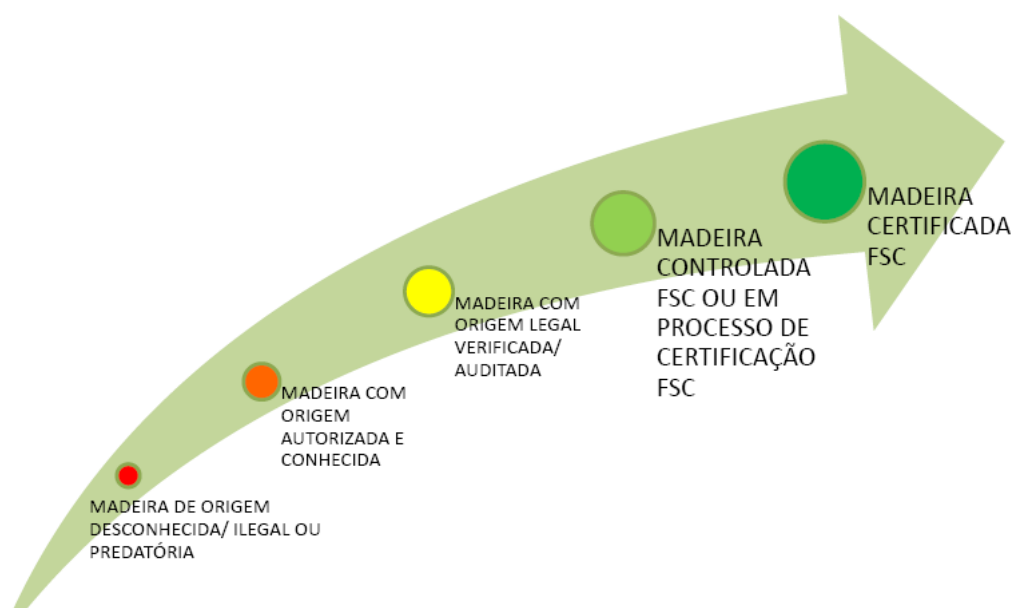 MADEIRA DE ORIGEM
DESCONHECIDA/ ILEGAL OU
PREDATÓRIA
MADEIRA COM
ORIGEM
AUTORIZADA E
CONHECIDA
MADEIRA COM
ORIGEM LEGAL
VERIFICADA/
AUDITADA
MADEIRA
CONTROLADA
FSC OU EM
PROCESSO DE
CERTIFICAÇÃO
FSC
MADEIRA
CERTIFICADA
FSC